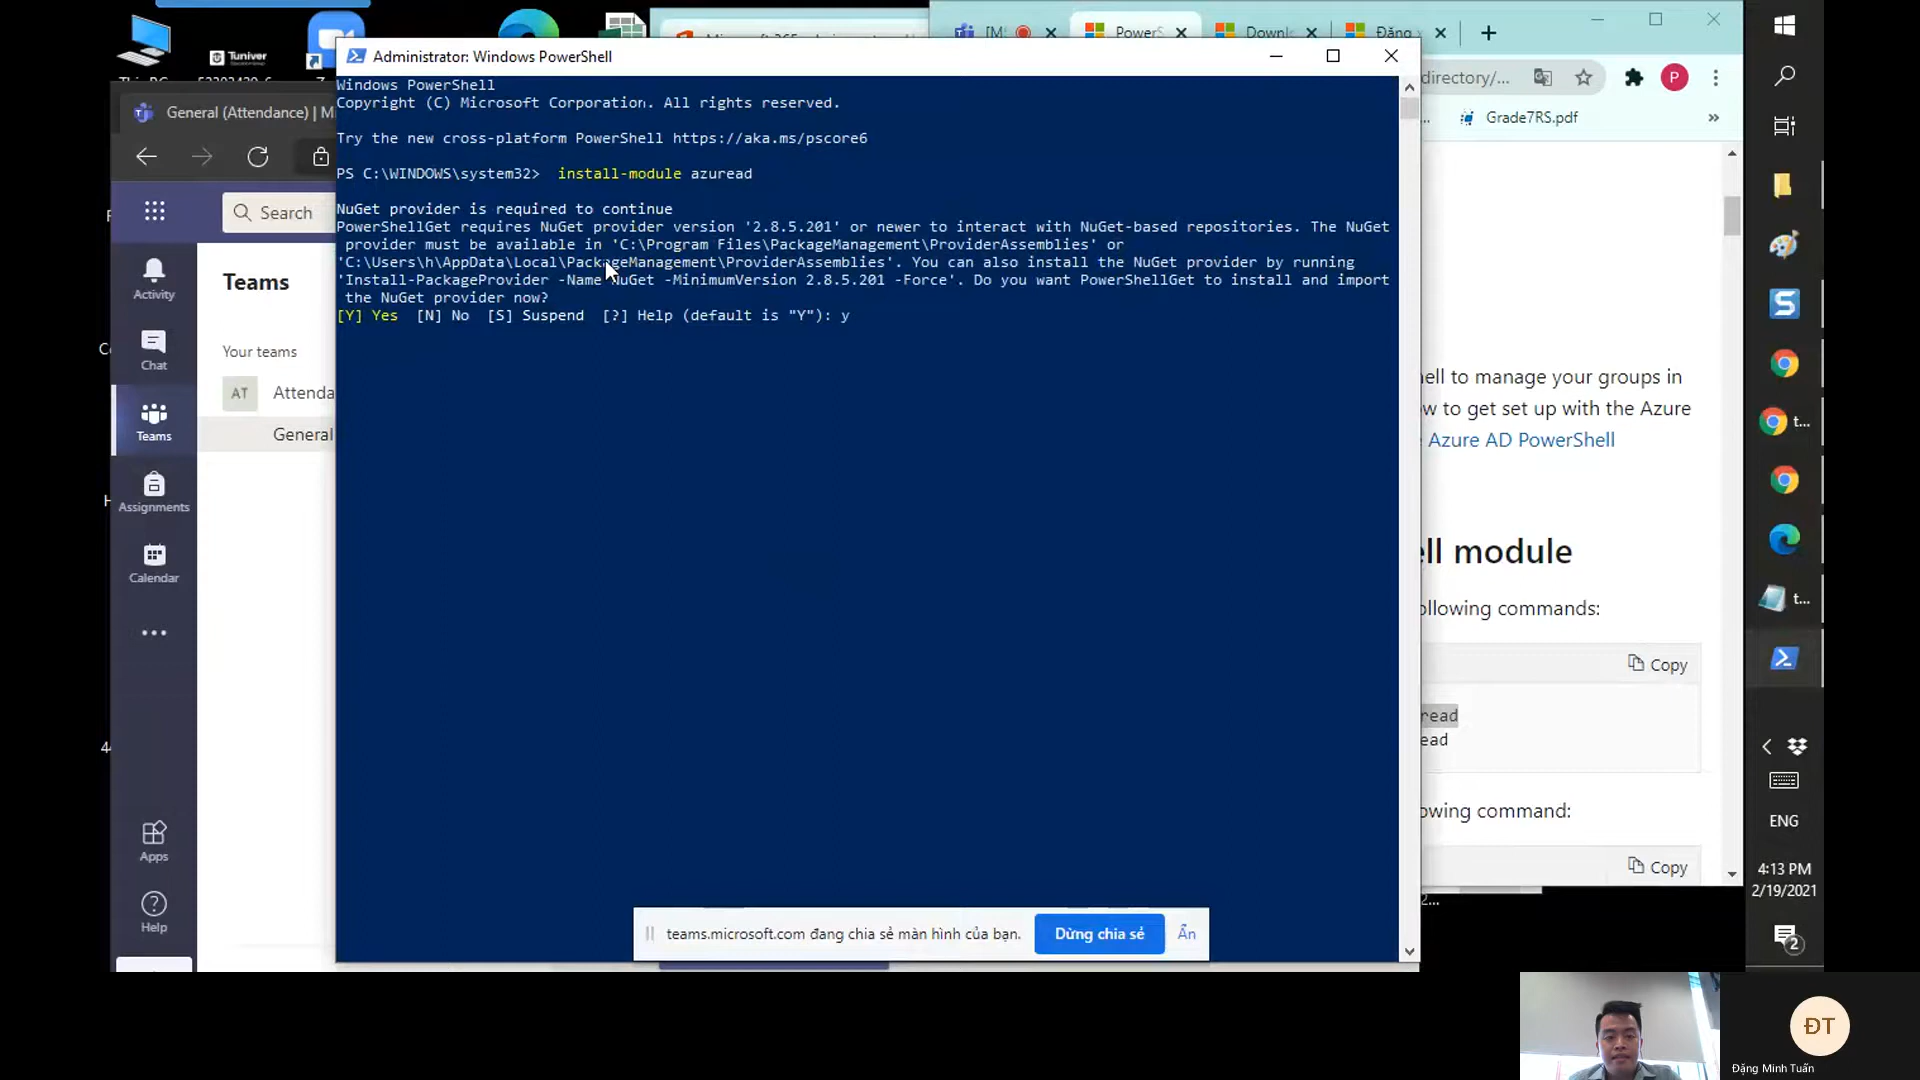 Tuniver
General (Attendance) | M
Search
Activity
Chat
Teams
Assignments
Calendar
Apps
Help
Teams
Your teams
AT
Attenda
General
Administrator: Windows PowerShell
Windows PowerShell
Copyright (C) Microsoft Corporation. All rights reserved.
Try the new cross-platform PowerShell https://aka.ms/pscore6
PS C:\WINDOWS\system32>  install-module azuread
NuGet provider is required to continue
PowerShellGet requires NuGet provider version '2.8.5.201' or newer to interact with NuGet-based repositories. The NuGet
provider must be available in 'C:\Program Files\PackageManagement\ProviderAssemblies' or
'C:\Users\h\AppData\Local\PackageManagement\ProviderAssemblies'. You can also install the NuGet provider by running
'Install-PackageProvider -Name NuGet -MinimumVersion 2.8.5.201 -Force'. Do you want PowerShellGet to install and import
the NuGet provider now?
[Y] Yes  [N] No  [S] Suspend  [?] Help (default is "Y"): y
teams.microsoft.com đang chia sẻ màn hình của bạn.
Dừng chia sẻ
Ẩn
[M
PowerS
Downl
Đăng
directory/...
P
Grade7RS.pdf
»
ell to manage your groups in
w to get set up with the Azure
Azure AD PowerShell
ell module
ollowing commands:
Copy
read
ead
owing command:
Copy
t...
t...
ENG
4:13 PM
2/19/2021
2
ĐT
Đặng Minh Tuấn